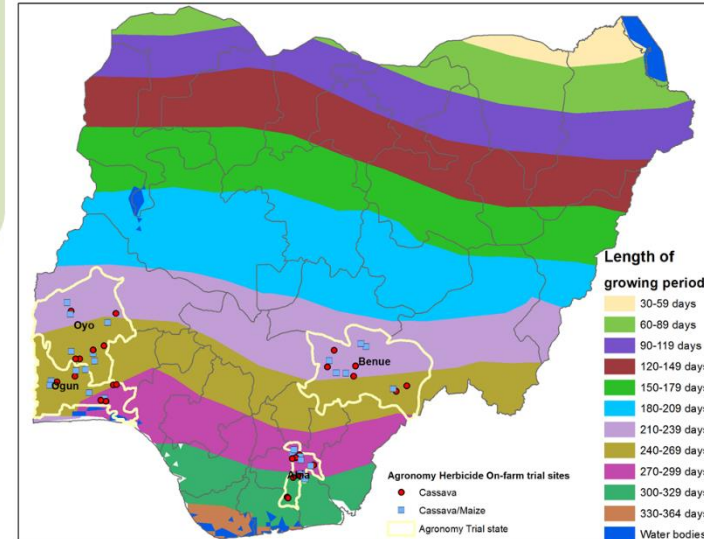 Oyo
Ogun
Benue
Abia
Length of
growing period
30-59 days
60-89 days
90-119 days
120-149 days
150-179 days
180-209 days
210-239 days
240-269 days
270-299 days
300-329 days
330-364 days
Water bodies
Agronomy Herbicide On-farm trial sites
Cassava
Cassava/Maize
Agronomy Trial state